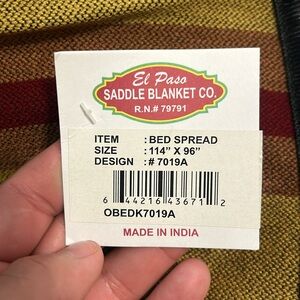 El Paso
SADDLE BLANKET CO.
R.N.# 79791
ITEM : BED SPREAD
SIZE : 114" X 96"
DESIGN : # 7019A
6 44216 43671 2
OBEDK7019A
MADE IN INDIA